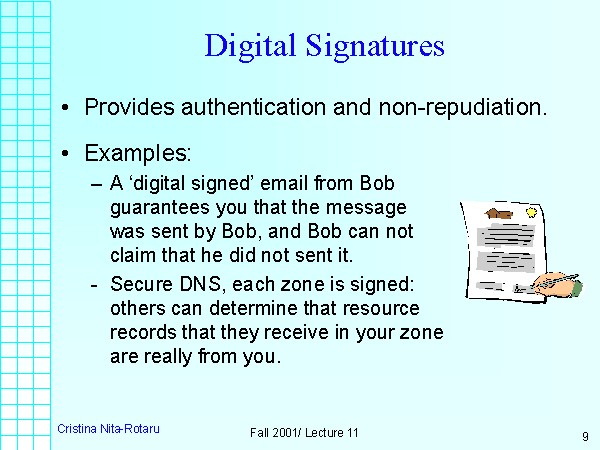 Digital Signatures
• Provides authentication and non-repudiation.
• Examples:
– A ‘digital signed’ email from Bob
guarantees you that the message
was sent by Bob, and Bob can not
claim that he did not sent it.
- Secure DNS, each zone is signed:
others can determine that resource
records that they receive in your zone
are really from you.
Cristina Nita-Rotaru
Fall 2001/ Lecture 11
9